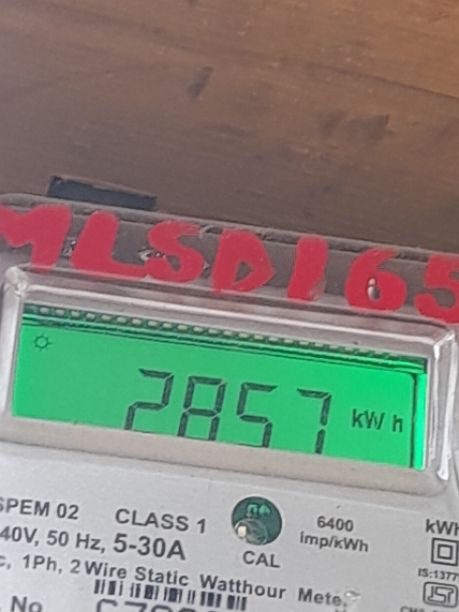 MLSD165
2857 kWh
SPEM 02 CLASS 1 6400 kWh
40V, 50 Hz, 5-30A CAL imp/kWh
c, 1Ph, 2 Wire Static Watthour Mete
No.